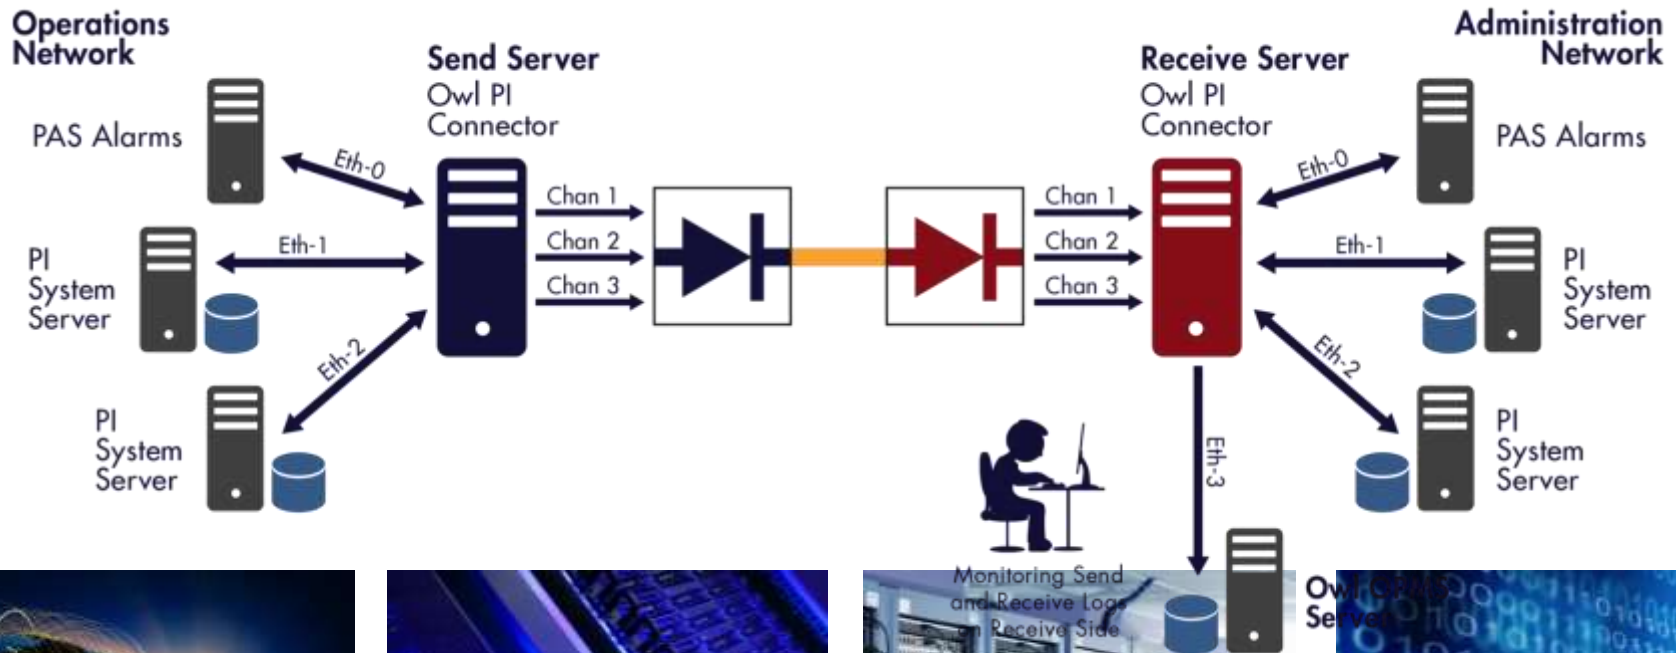 Operations
Network
Administration
Network
Send Server
Owl PI
Connector
Receive Server
Owl PI
Connector
PAS Alarms
Eth-0
Chan 1
Chan 1
Eth-0
PAS Alarms
PI
System
Server
Eth-1
Chan 2
Chan 2
Eth-1
PI
System
Server
Chan 3
Chan 3
Eth-2
Eth-2
PI
System
Server
Eth-3
PI
System
Server
Monitoring Send
and Receive Logs
on Receive Side
Owl
Server